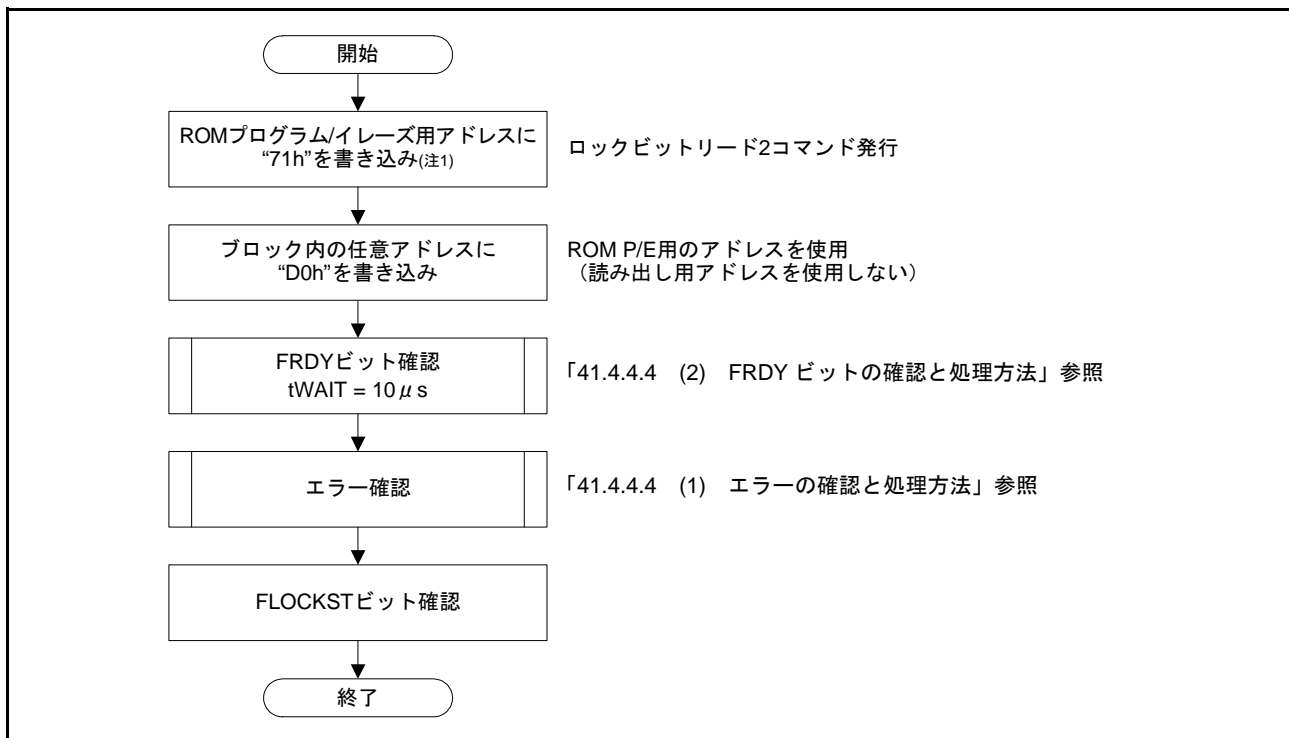 開始
ROMプログラム/イレーズ用アドレスに
“71h”を書き込み(注1)
ロックビットリード2コマンド発行
ブロック内の任意アドレスに
“D0h”を書き込み
ROM P/E用のアドレスを使用
（読み出し用アドレスを使用しない）
FRDYビット確認
tWAIT = 10μs
「41.4.4.4 (2) FRDY ビットの確認と処理方法」参照
エラー確認
「41.4.4.4 (1) エラーの確認と処理方法」参照
FLOCKSTビット確認
終了